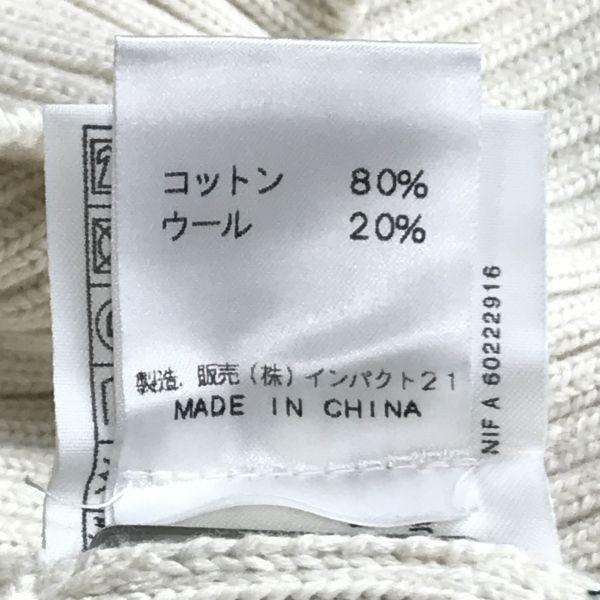 コットン 80%
ウール 20%
製造、販売(株)インパクト21
MADE IN CHINA
NIF A 60222916